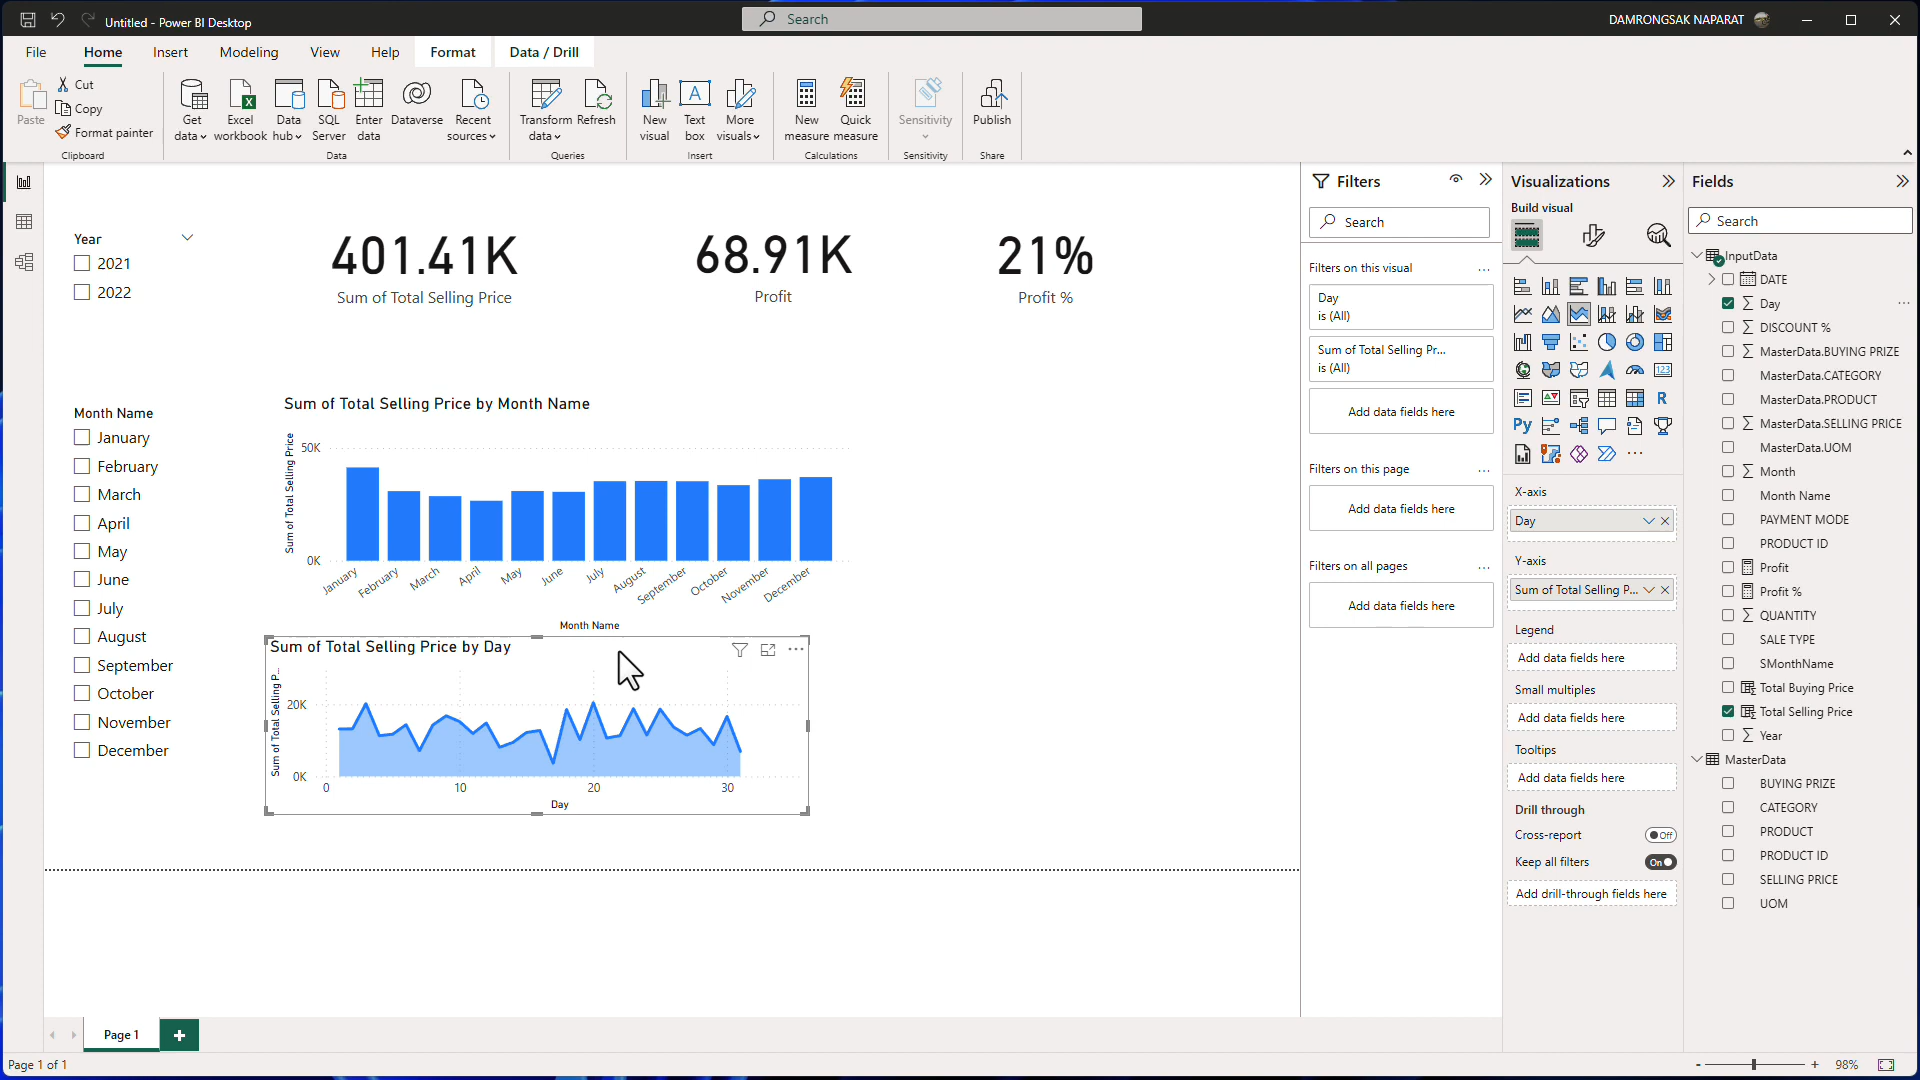 Untitled - Power BI Desktop
Search
DAMRONGSAK NAPARAT
File
Home
Insert
Modeling
View
Help
Format
Data / Drill
Paste
Cut
Copy
Format painter
Clipboard
Get data
Excel workbook
Data hub
SQL Server
Enter data
Dataverse
Recent sources
Data
Transform data
Refresh
Queries
New visual
Text box
More visuals
Insert
New measure
Quick measure
Calculations
Sensitivity
Sensitivity
Publish
Share
Year
2021
2022
401.41K
Sum of Total Selling Price
68.91K
Profit
21%
Profit %
Month Name
January
February
March
April
May
June
July
August
September
October
November
December
Sum of Total Selling Price by Month Name
Sum of Total Selling Price
50K
0K
January
February
March
April
May
June
July
August
September
October
November
December
Month Name
Sum of Total Selling Price by Day
Sum of Total Selling P...
20K
0K
0
10
20
30
Day
Filters
Search
Filters on this visual
Day
is (All)
Sum of Total Selling Pr...
is (All)
Add data fields here
Filters on this page
Add data fields here
Filters on all pages
Add data fields here
Visualizations
Build visual
123
R
Py
X-axis
Day
Y-axis
Sum of Total Selling P...
Legend
Add data fields here
Small multiples
Add data fields here
Tooltips
Add data fields here
Drill through
Cross-report
Off
Keep all filters
On
Add drill-through fields here
Fields
Search
InputData
DATE
Day
DISCOUNT %
MasterData.BUYING PRIZE
MasterData.CATEGORY
MasterData.PRODUCT
MasterData.SELLING PRICE
MasterData.UOM
Month
Month Name
PAYMENT MODE
PRODUCT ID
Profit
Profit %
QUANTITY
SALE TYPE
SMonthName
Total Buying Price
Total Selling Price
Year
MasterData
BUYING PRIZE
CATEGORY
PRODUCT
PRODUCT ID
SELLING PRICE
UOM
Page 1
Page 1 of 1
98%